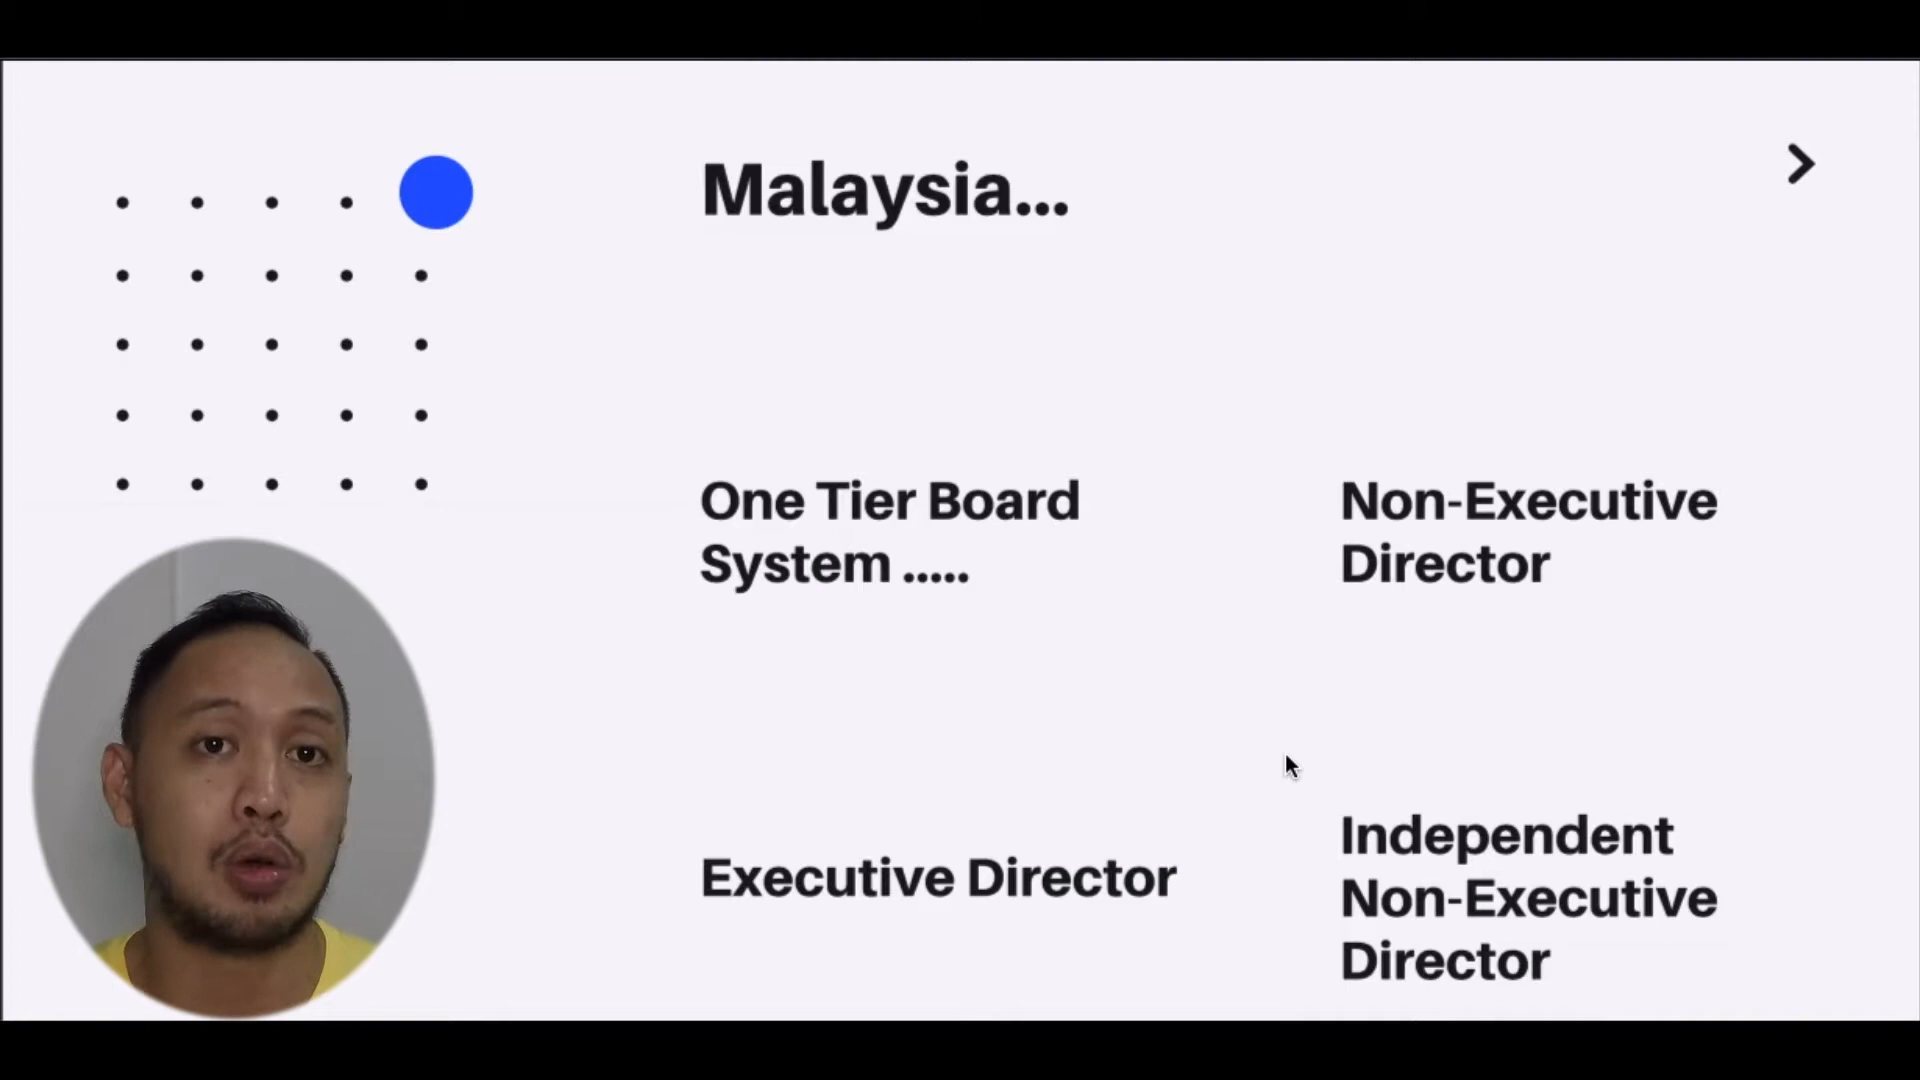 Malaysia...
One Tier Board
System .....
Non-Executive
Director
Executive Director
Independent
Non-Executive
Director